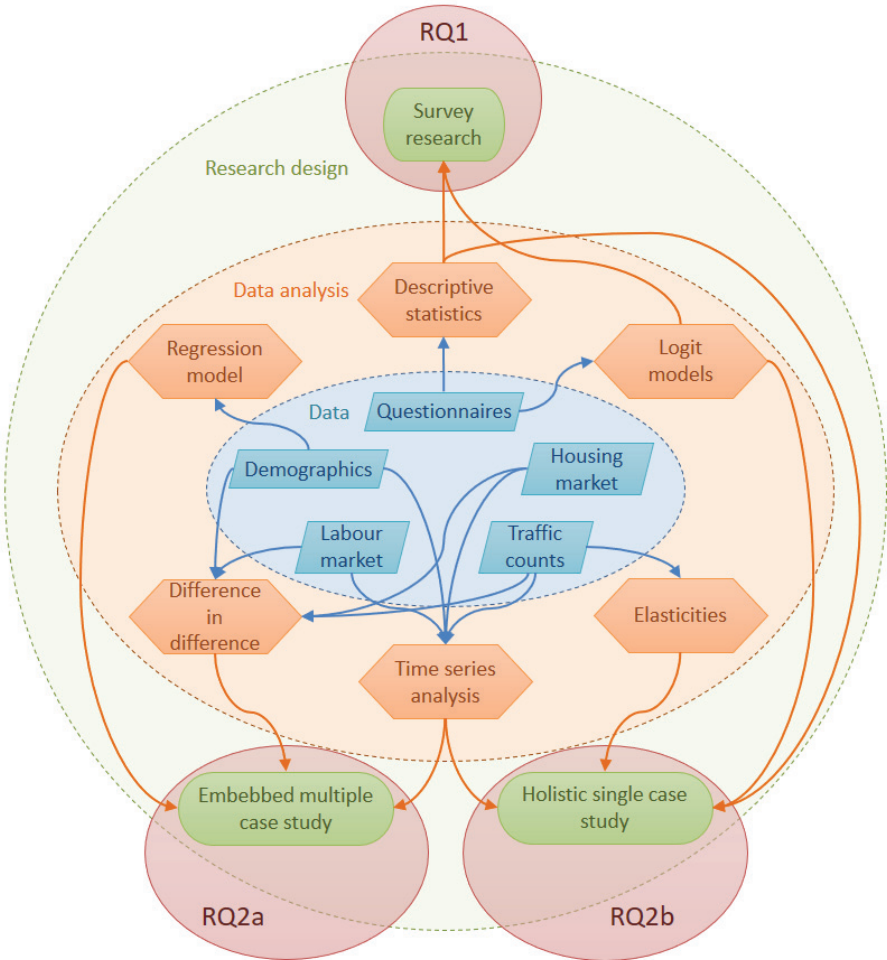 RQ1
Survey
research
Research design
Data analysis
Descriptive
statistics
Regression
model
Logit
models
Data
Questionnaires
Demographics
Housing
market
Labour
market
Traffic
counts
Difference
in
difference
Elasticities
Time series
analysis
Embebbed multiple
case study
Holistic single case
study
RQ2a
RQ2b